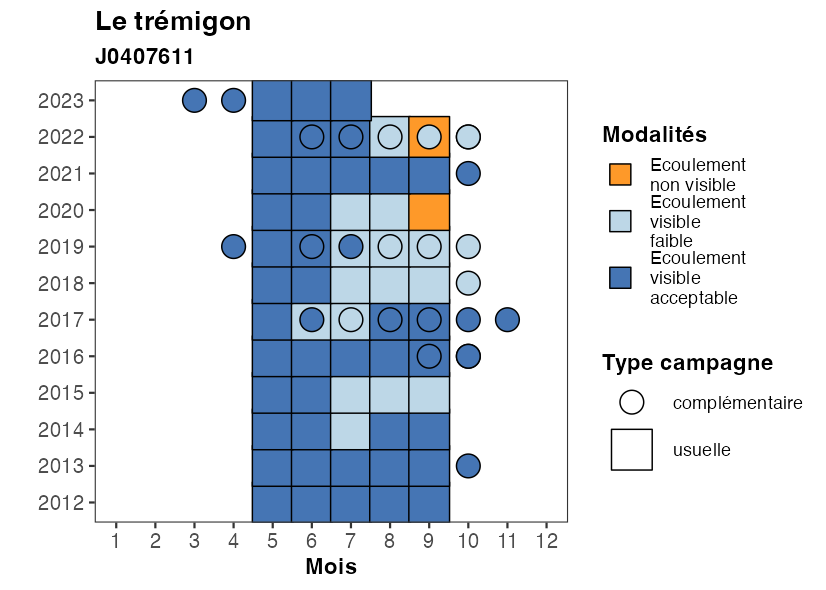 Le trémigon
J0407611
2023
2022
2021
2020
2019
2018
2017
2016
2015
2014
2013
2012
1 2 3 4 5 6 7 8 9 10 11 12
Mois
Modalités
Ecoulement
non visible
Ecoulement
visible
faible
Ecoulement
visible
acceptable
Type campagne
complémentaire
usuelle